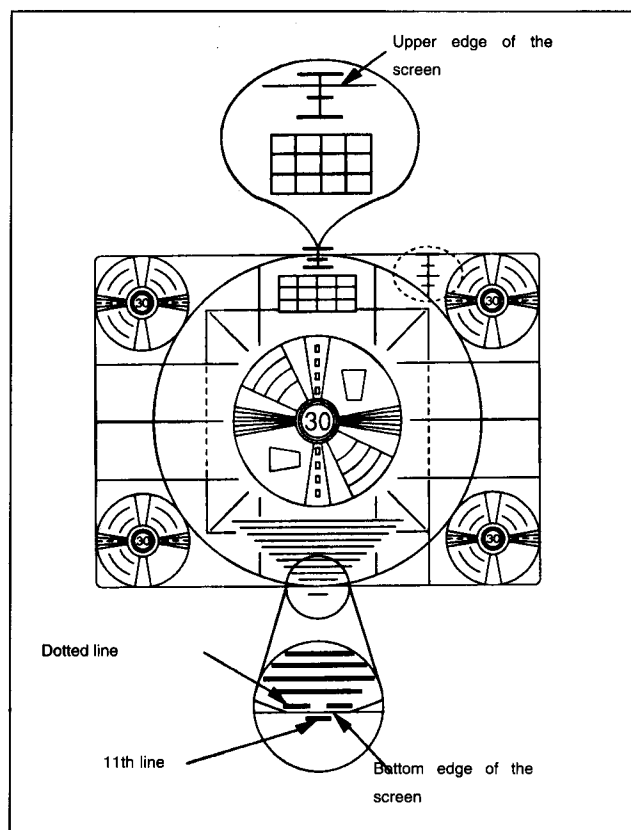 Upper edge of the
screen
30
30
30
30
30
Dotted line
11th line
Bottom edge of the
screen